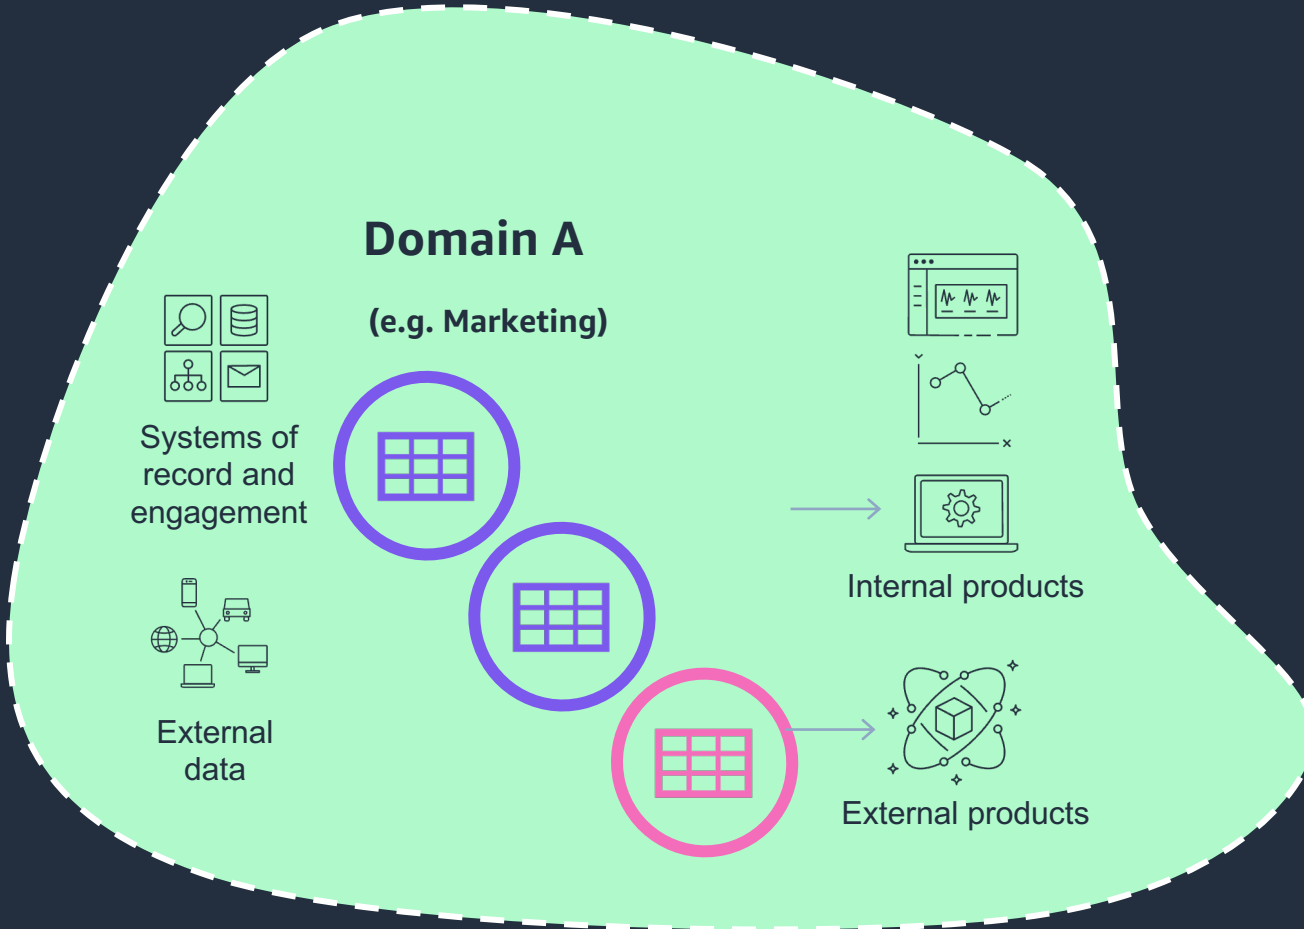 Domain A
(e.g. Marketing)
Systems of
record and
engagement
External
data
Internal products
External products